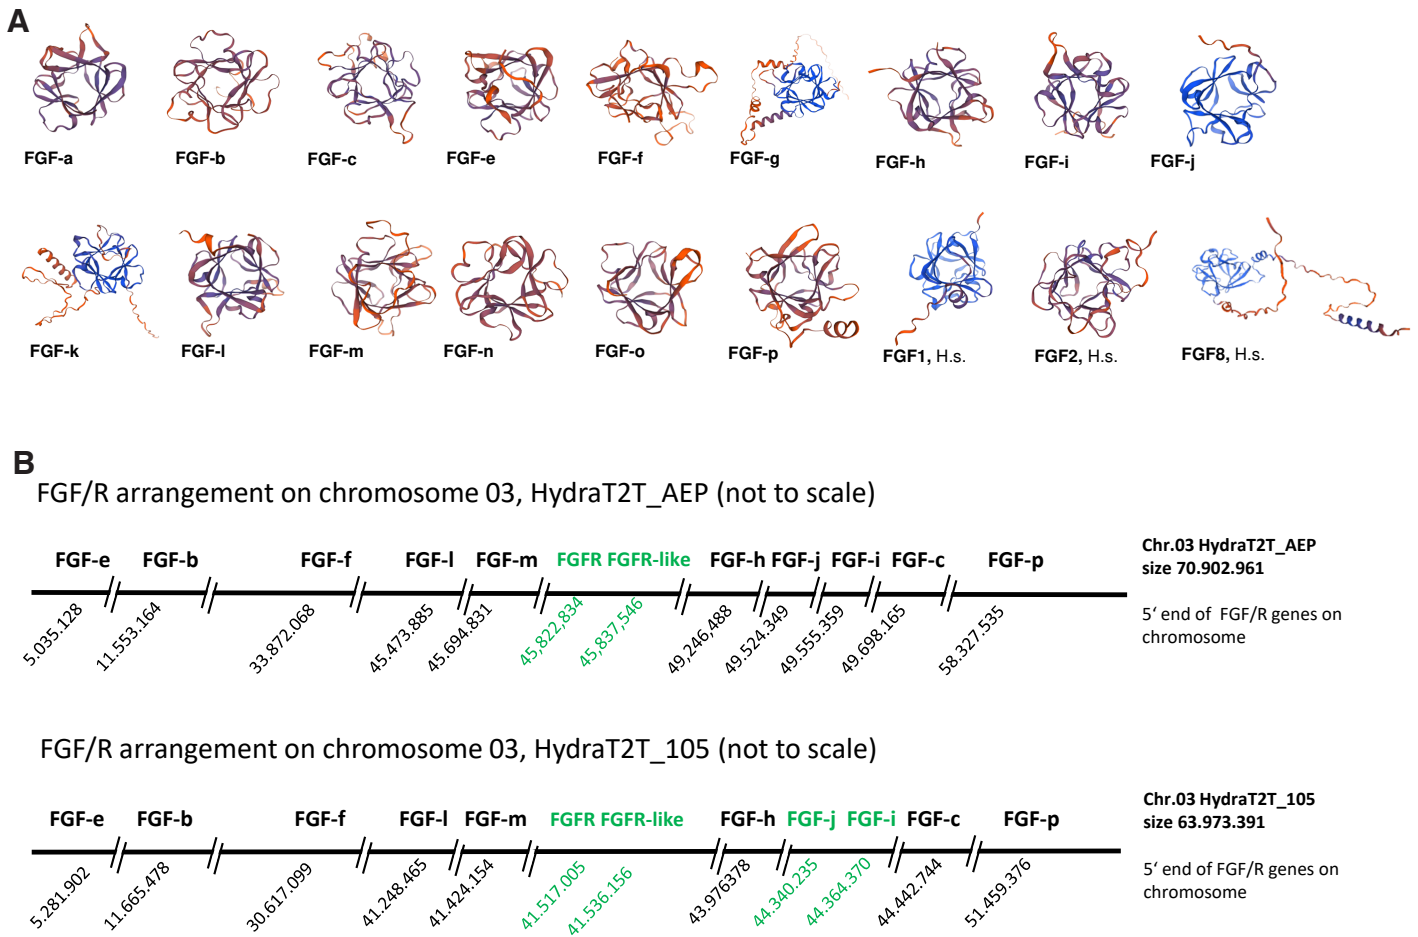 A
FGF-a
FGF-b
FGF-c
FGF-e
FGF-f
FGF-g
FGF-h
FGF-i
FGF-j
FGF-k
FGF-l
FGF-m
FGF-n
FGF-o
FGF-p
FGF1, H.s.
FGF2, H.s.
FGF8, H.s.
B
FGF/R arrangement on chromosome 03, HydraT2T_AEP (not to scale)
FGF-e FGF-b FGF-f FGF-l FGF-m FGFR FGFR-like FGF-h FGF-j FGF-i FGF-c FGF-p
5.035.128 11.553.164 33.872.068 45.473.885 45.694.831 45,822,834 45,837,546 49,246,488 49.524.349 49.555.359 49.698.165 58.327.535
Chr.03 HydraT2T_AEP
size 70.902.961
5‘ end of FGF/R genes on
chromosome
FGF/R arrangement on chromosome 03, HydraT2T_105 (not to scale)
FGF-e FGF-b FGF-f FGF-l FGF-m FGFR FGFR-like FGF-h FGF-j FGF-i FGF-c FGF-p
5.281.902 11.665.478 30.617.099 41.248.465 41.424.154 41.517.005 41.536.156 43.976378 44.340.235 44.364.370 44.442.744 51.459.376
Chr.03 HydraT2T_105
size 63.973.391
5‘ end of FGF/R genes on
chromosome